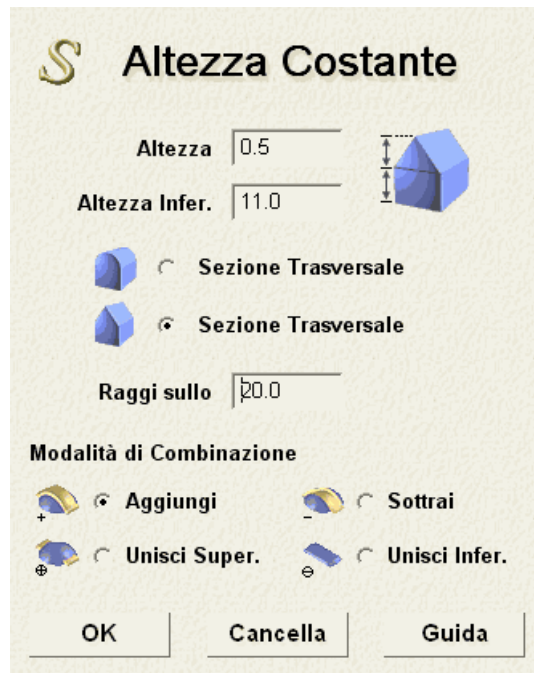 S Altezza Costante
Altezza 0.5
Altezza Infer. 11.0
Sezione Trasversale
Sezione Trasversale
Raggi sullo 20.0
Modalità di Combinazione
Aggiungi Sottrai
Unisci Super. Unisci Infer.
OK Cancella Guida